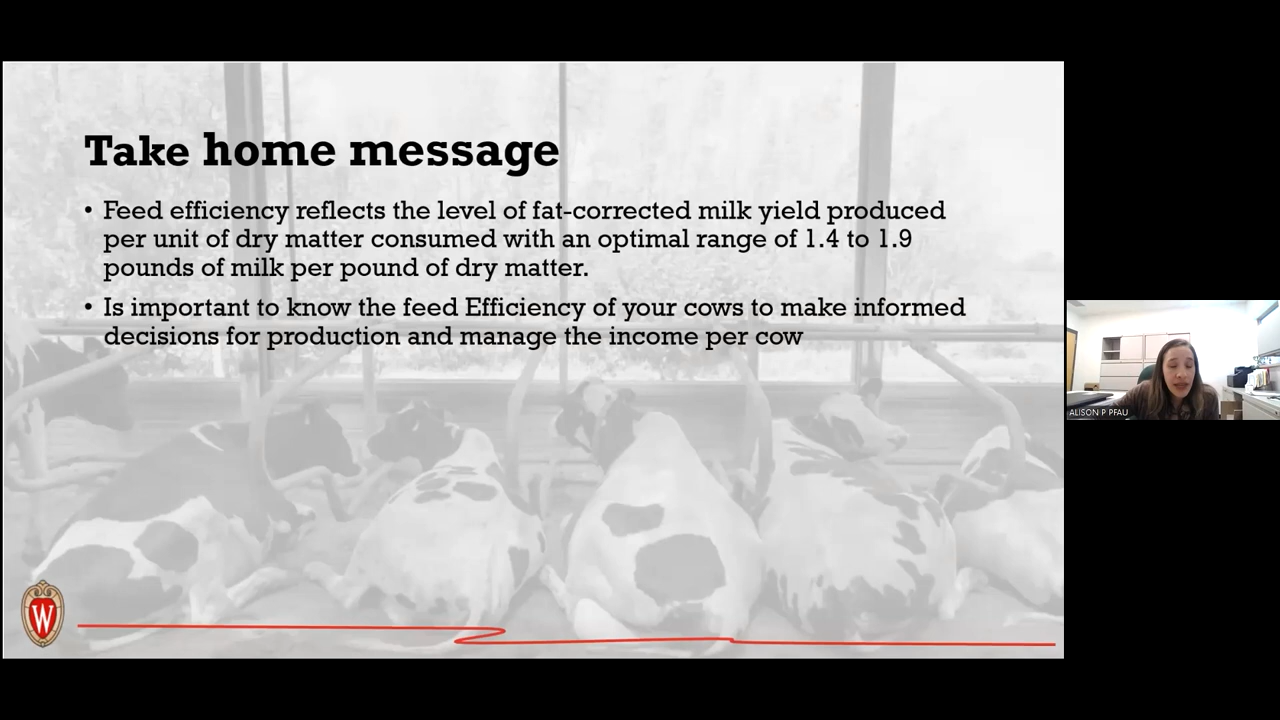 Take home message
• Feed efficiency reflects the level of fat-corrected milk yield produced
per unit of dry matter consumed with an optimal range of 1.4 to 1.9
pounds of milk per pound of dry matter.
• Is important to know the feed Efficiency of your cows to make informed
decisions for production and manage the income per cow
ALISON P PFAU
W